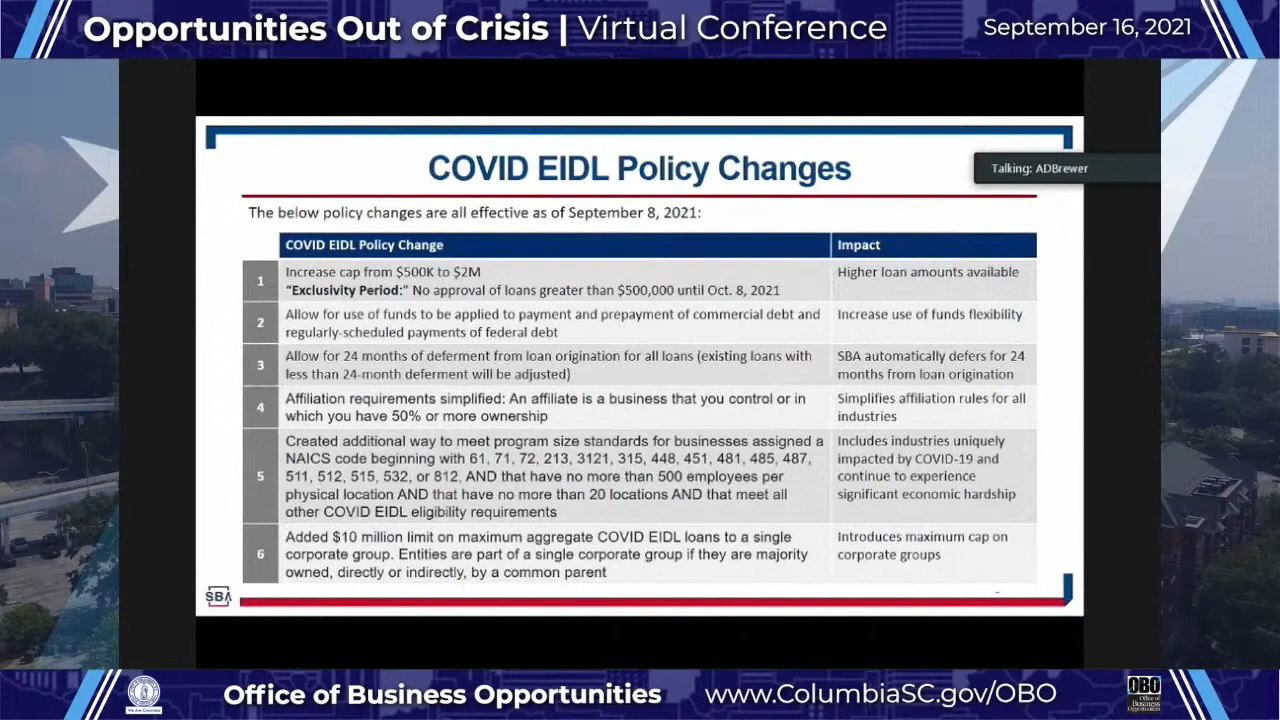 Opportunities Out of Crisis | Virtual Conference
September 16, 2021
COVID EIDL Policy Changes
Talking: ADBrewer
The below policy changes are all effective as of September 8, 2021:
COVID EIDL Policy Change
Impact
1
Increase cap from $500K to $2M
“Exclusivity Period:” No approval of loans greater than $500,000 until Oct. 8, 2021
Higher loan amounts available
2
Allow for use of funds to be applied to payment and prepayment of commercial debt and
regularly-scheduled payments of federal debt
Increase use of funds flexibility
3
Allow for 24 months of deferment from loan origination for all loans (existing loans with
less than 24-month deferment will be adjusted)
SBA automatically defers for 24
months from loan origination
4
Affiliation requirements simplified: An affiliate is a business that you control or in
which you have 50% or more ownership
Simplifies affiliation rules for all
industries
5
Created additional way to meet program size standards for businesses assigned a
NAICS code beginning with 61, 71, 72, 213, 3121, 315, 448, 451, 481, 485, 487,
511, 512, 515, 532, or 812, AND that have no more than 500 employees per
physical location AND that have no more than 20 locations AND that meet all
other COVID EIDL eligibility requirements
Includes industries uniquely
impacted by COVID-19 and
continue to experience
significant economic hardship
6
Added $10 million limit on maximum aggregate COVID EIDL loans to a single
corporate group. Entities are part of a single corporate group if they are majority
owned, directly or indirectly, by a common parent
Introduces maximum cap on
corporate groups
SBA
We Are Columbia
Office of Business Opportunities
www.ColumbiaSC.gov/OBO
OBO
Office of
Business
Opportunities